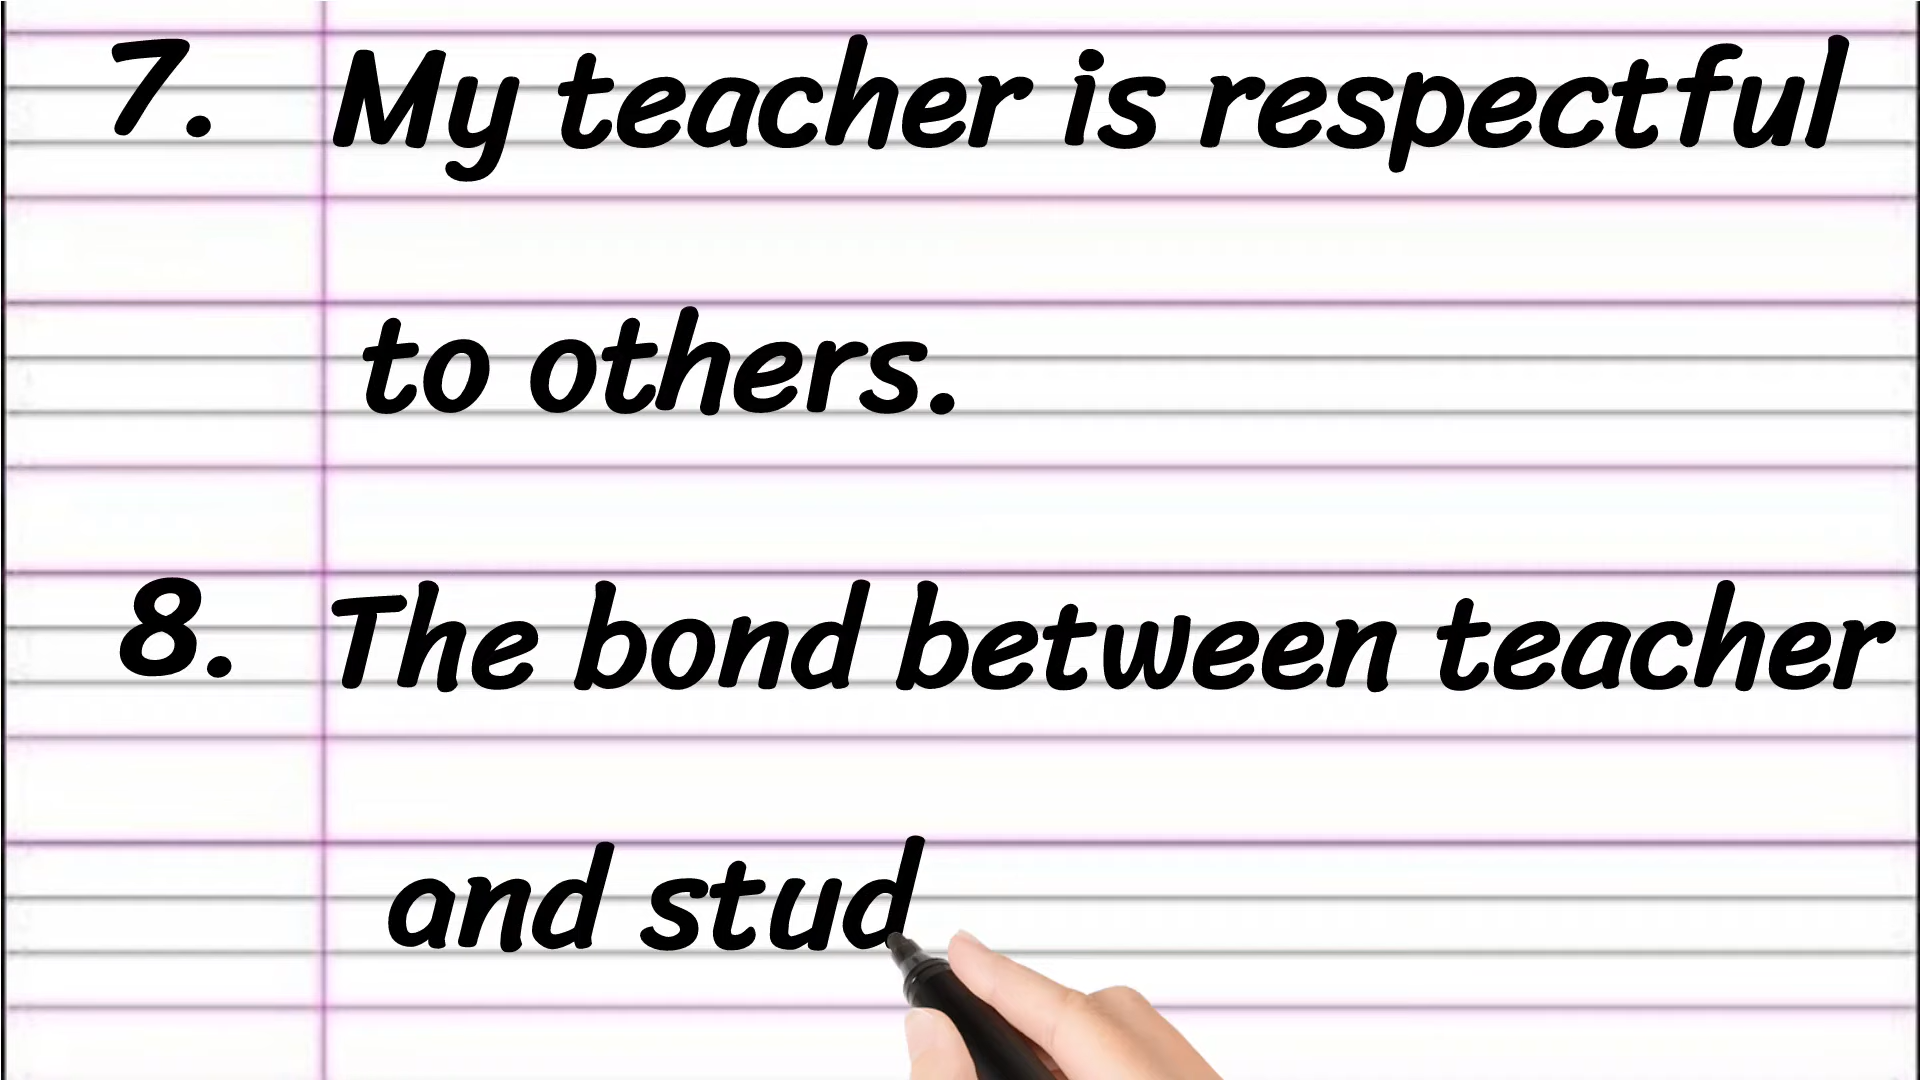 7. My teacher is respectful
to others.
8. The bond between teacher
and stud